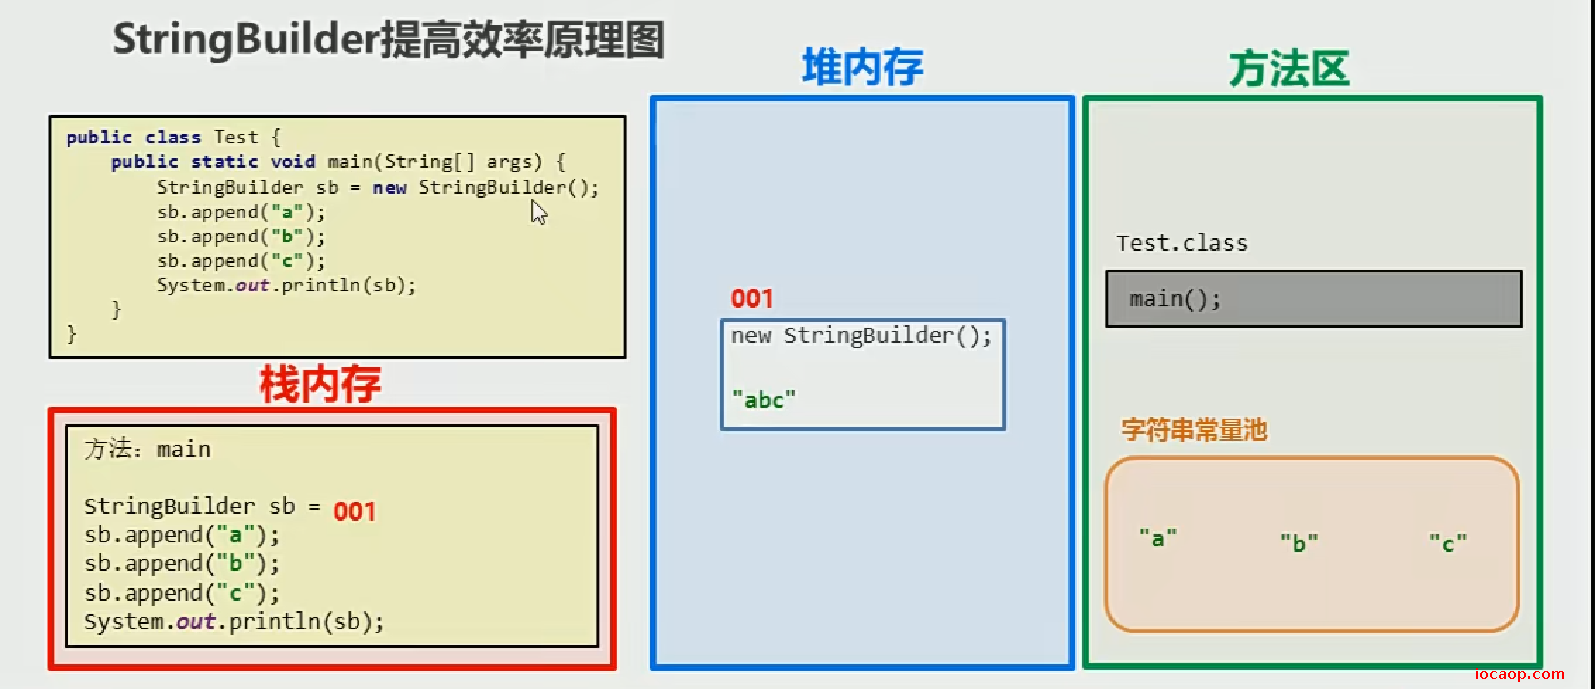 StringBuilder提高效率原理图
public class Test {
public static void main(String[] args) {
StringBuilder sb = new StringBuilder();
sb.append("a");
sb.append("b");
sb.append("c");
System.out.println(sb);
}
}
栈内存
方法：main
StringBuilder sb = 001
sb.append("a");
sb.append("b");
sb.append("c");
System.out.println(sb);
堆内存
001
new StringBuilder();
"abc"
方法区
Test.class
main();
字符串常量池
"a" "b" "c"
iocaop.com